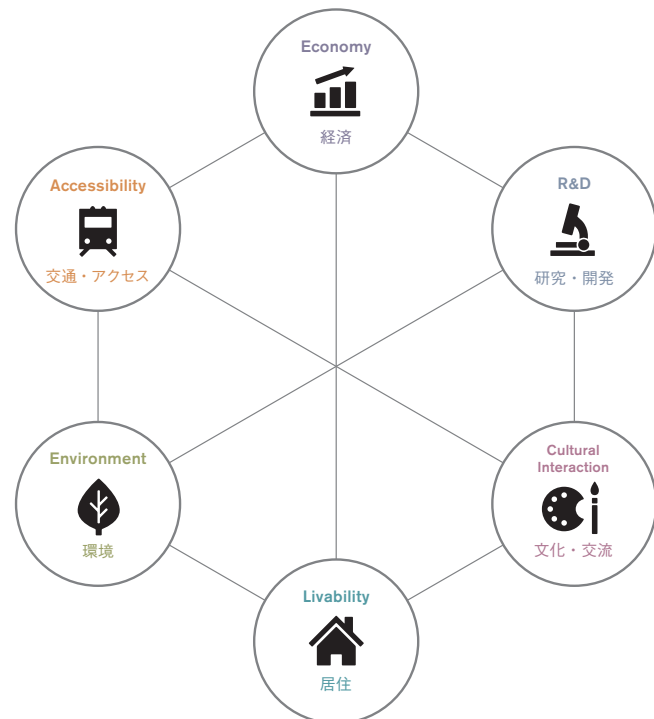 Economy
経済
Accessibility
交通・アクセス
R&D
研究・開発
Environment
環境
Cultural
Interaction
文化・交流
Livability
居住